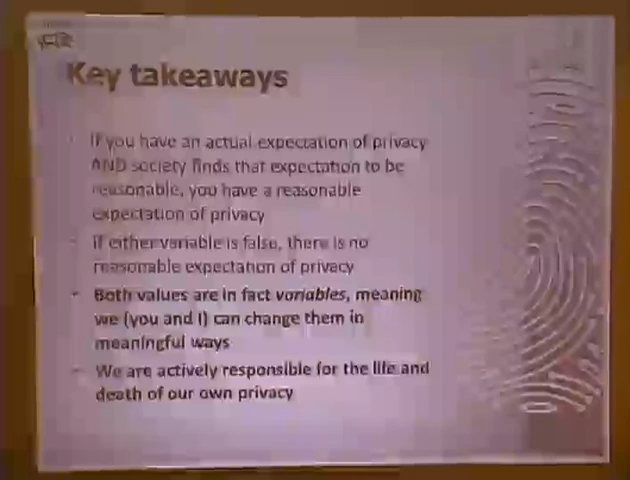 Key takeaways
If you have an actual expectation of privacy
AND society finds that expectation to be
reasonable, you have a reasonable
expectation of privacy
If either variable is false, there is no
reasonable expectation of privacy
Both values are in fact variables, meaning
we (you and I) can change them in
meaningful ways
We are actively responsible for the life and
death of our own privacy